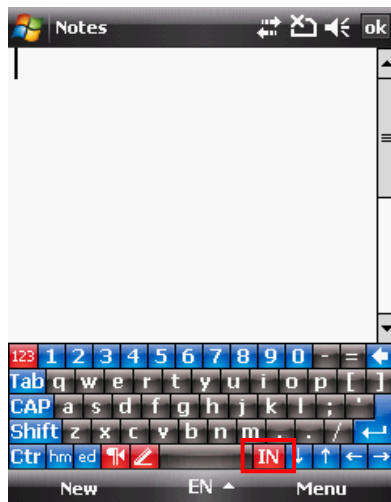 Notes ok
123 1 2 3 4 5 6 7 8 9 0 - =
Tab q w e r t y u i o p [ ]
CAP a s d f g h j k l ; '
Shift z x c v b n m , . /
Ctr hm ed IN ↓ ↑ ← →
New EN Menu